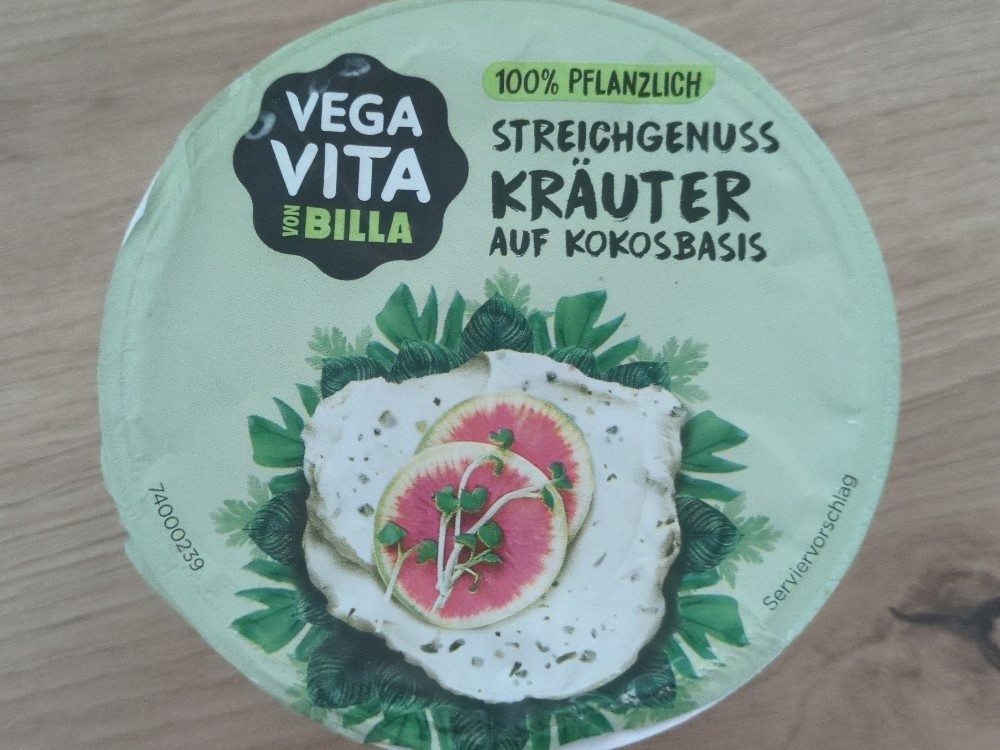 VEGA
VITA
VON BILLA
100% PFLANZLICH
STREICHGENUSS
KRÄUTER
AUF KOKOSBASIS
74000239
Serviervorschlag